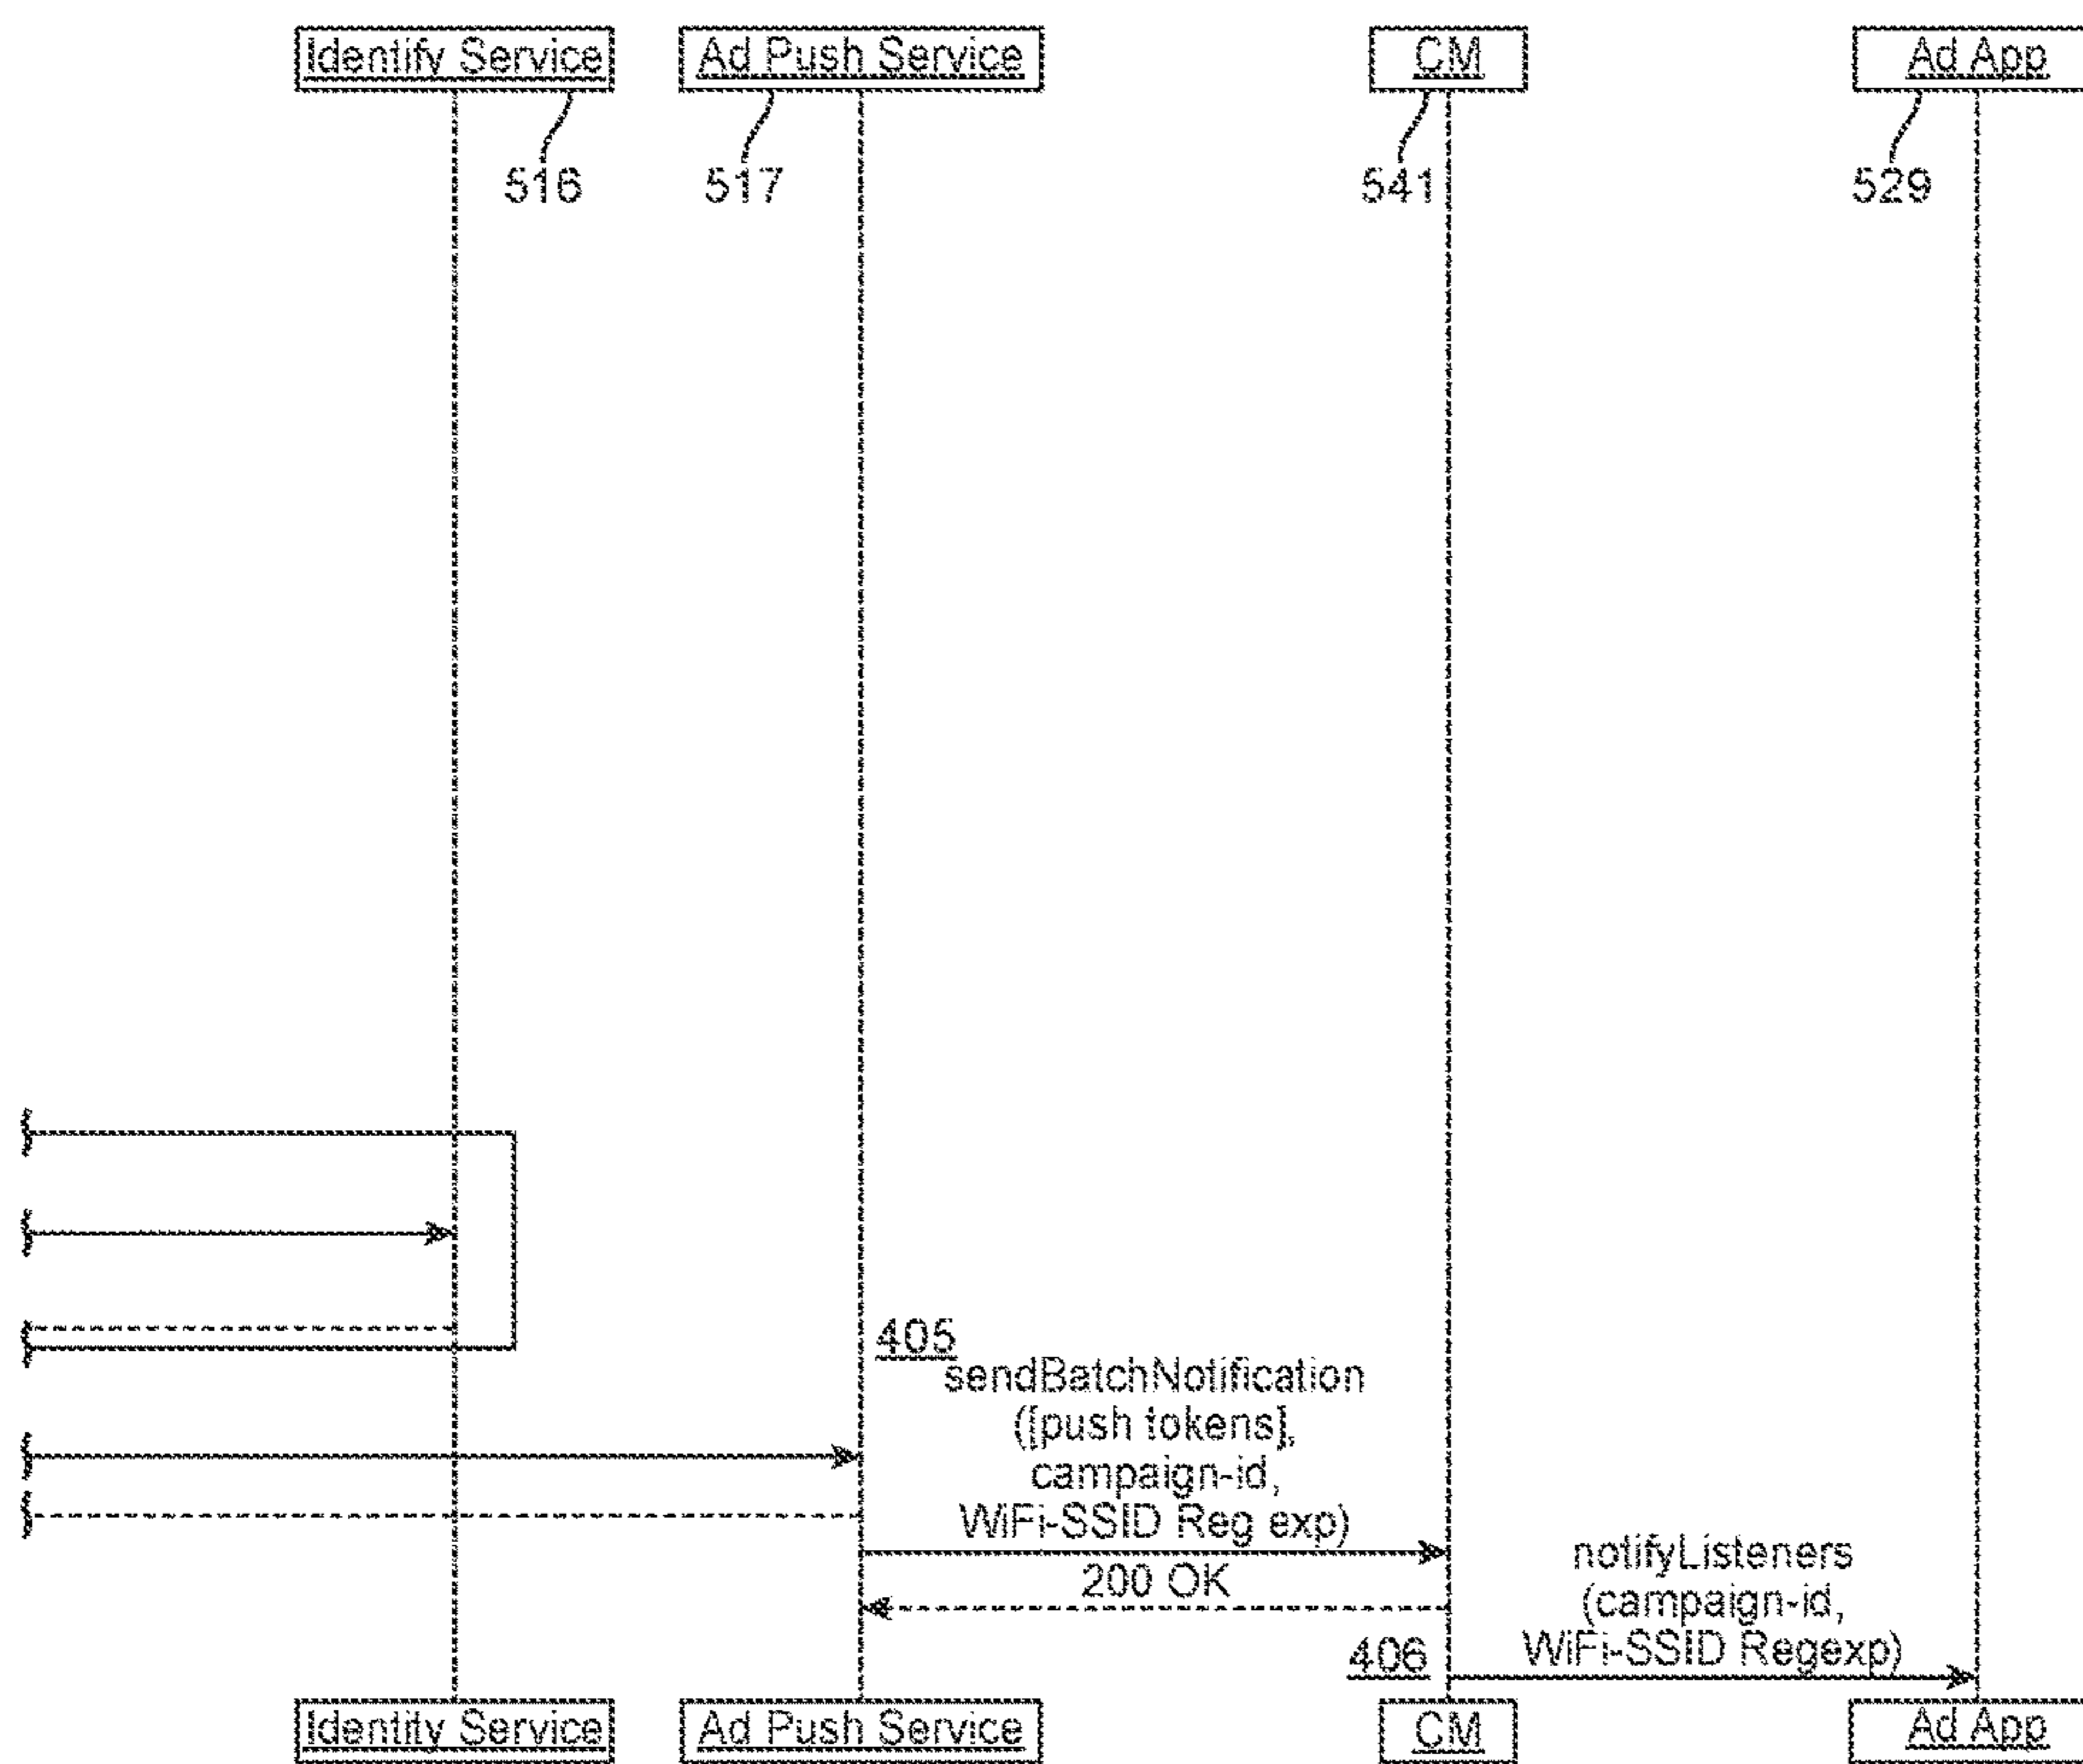 Identify Service
Ad Push Service
CM
Ad App
516
517
541
529
405
sendBatchNotification
([push tokens],
campaign-id,
WiFi-SSID Reg exp)
200 OK
notifyListeners
(campaign-id,
WiFi-SSID Regexp)
406
Identity Service
Ad Push Service
CM
Ad App